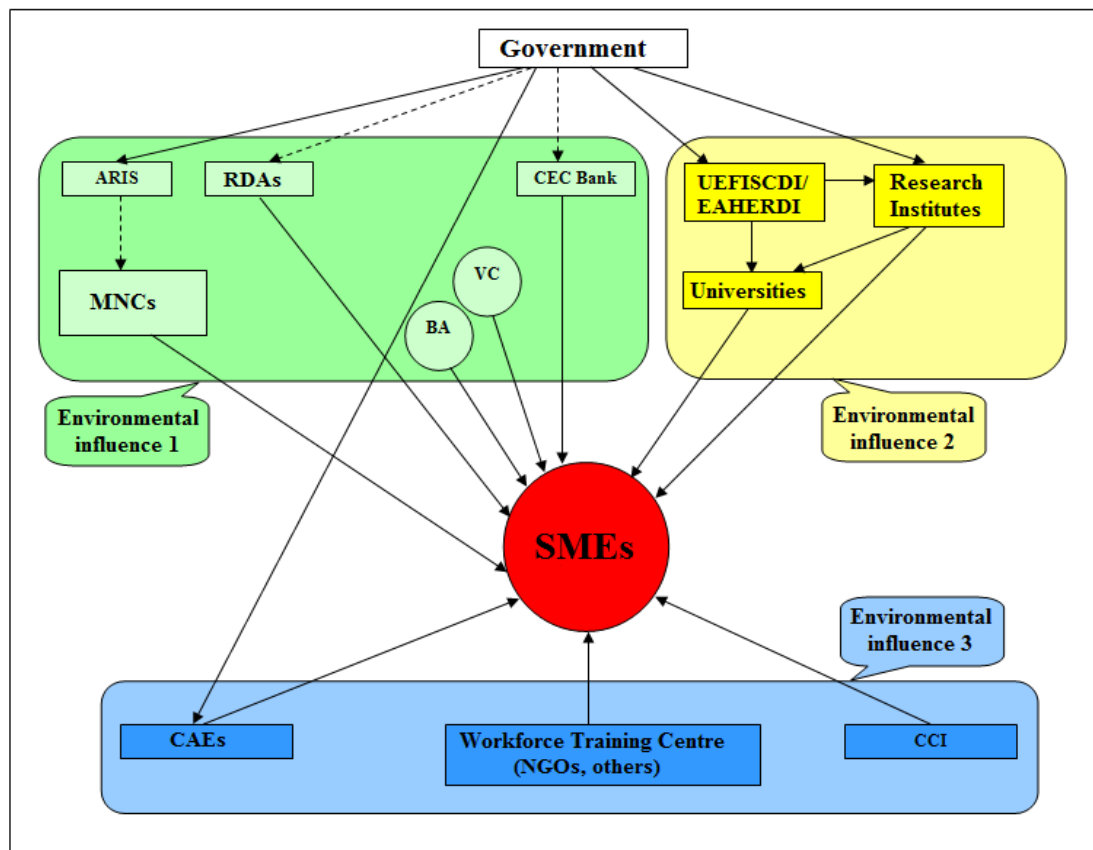 Government
ARIS
RDAs
CEC Bank
UEFISCDI/
EAHERDI
Research
Institutes
MNCs
VC
BA
Universities
Environmental
influence 1
Environmental
influence 2
SMEs
Environmental
influence 3
CAEs
Workforce Training Centre
(NGOs, others)
CCI